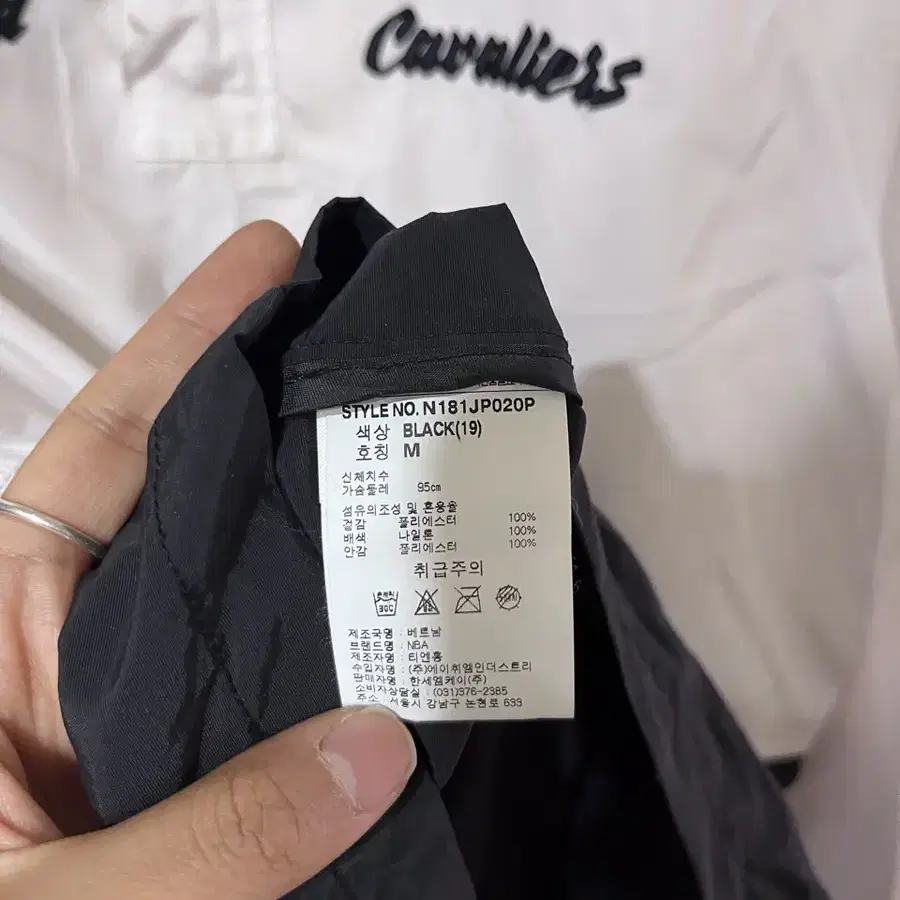 Cavaliers
STYLE NO. N181JP020P
색상 BLACK(19)
호칭 M
신체치수
가슴둘레 95cm
섬유의조성 및 혼용율
겉감 폴리에스터 100%
배색 나일론 100%
안감 폴리에스터 100%
취급주의
제조국명 : 베트남
브랜드명 : NBA
제조자명 : 티엔홍
수입자명 : (주)에이취엠인더스트리
판매자명 : 한세엠케이(주)
소비자상담실 : (031)376-2385
주소 : 서울시 강남구 논현로 633